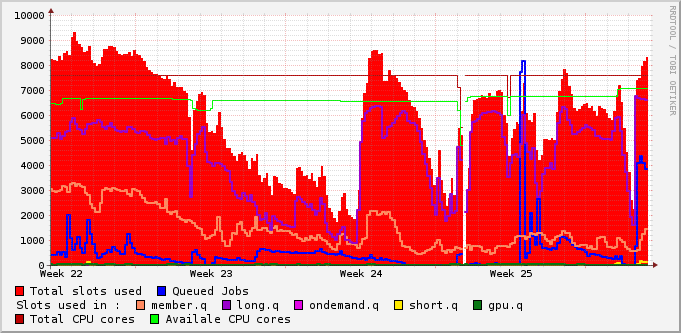 10000
9000
8000
7000
6000
5000
4000
3000
2000
1000
0
Week 22 Week 23 Week 24 Week 25
Total slots used Queued Jobs
Slots used in : member.q long.q ondemand.q short.q gpu.q
Total CPU cores Availale CPU cores
RRDTOOL / TOBI OETIKER